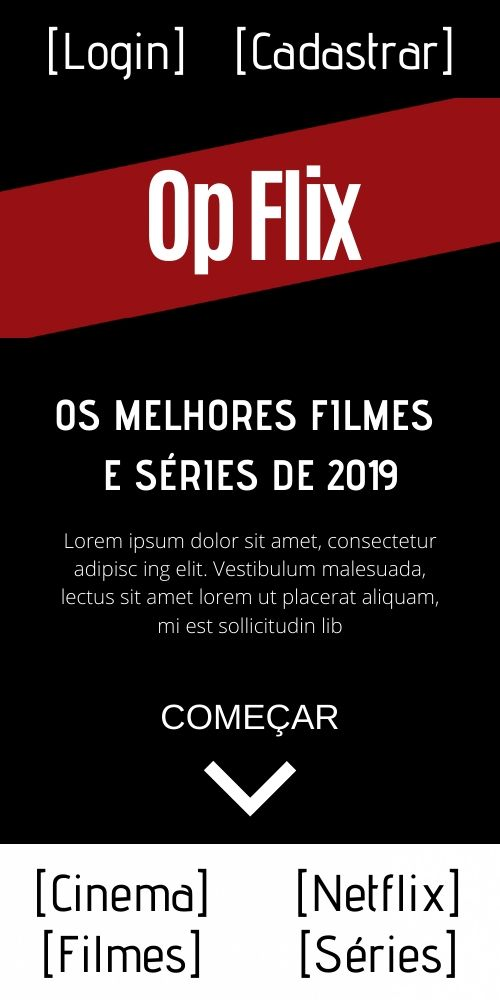 [Login] [Cadastrar]
Op Flix
OS MELHORES FILMES
E SÉRIES DE 2019
Lorem ipsum dolor sit amet, consectetur
adipisc ing elit. Vestibulum malesuada,
lectus sit amet lorem ut placerat aliquam,
mi est sollicitudin lib
COMEÇAR
[Cinema] [Netflix]
[Filmes] [Séries]